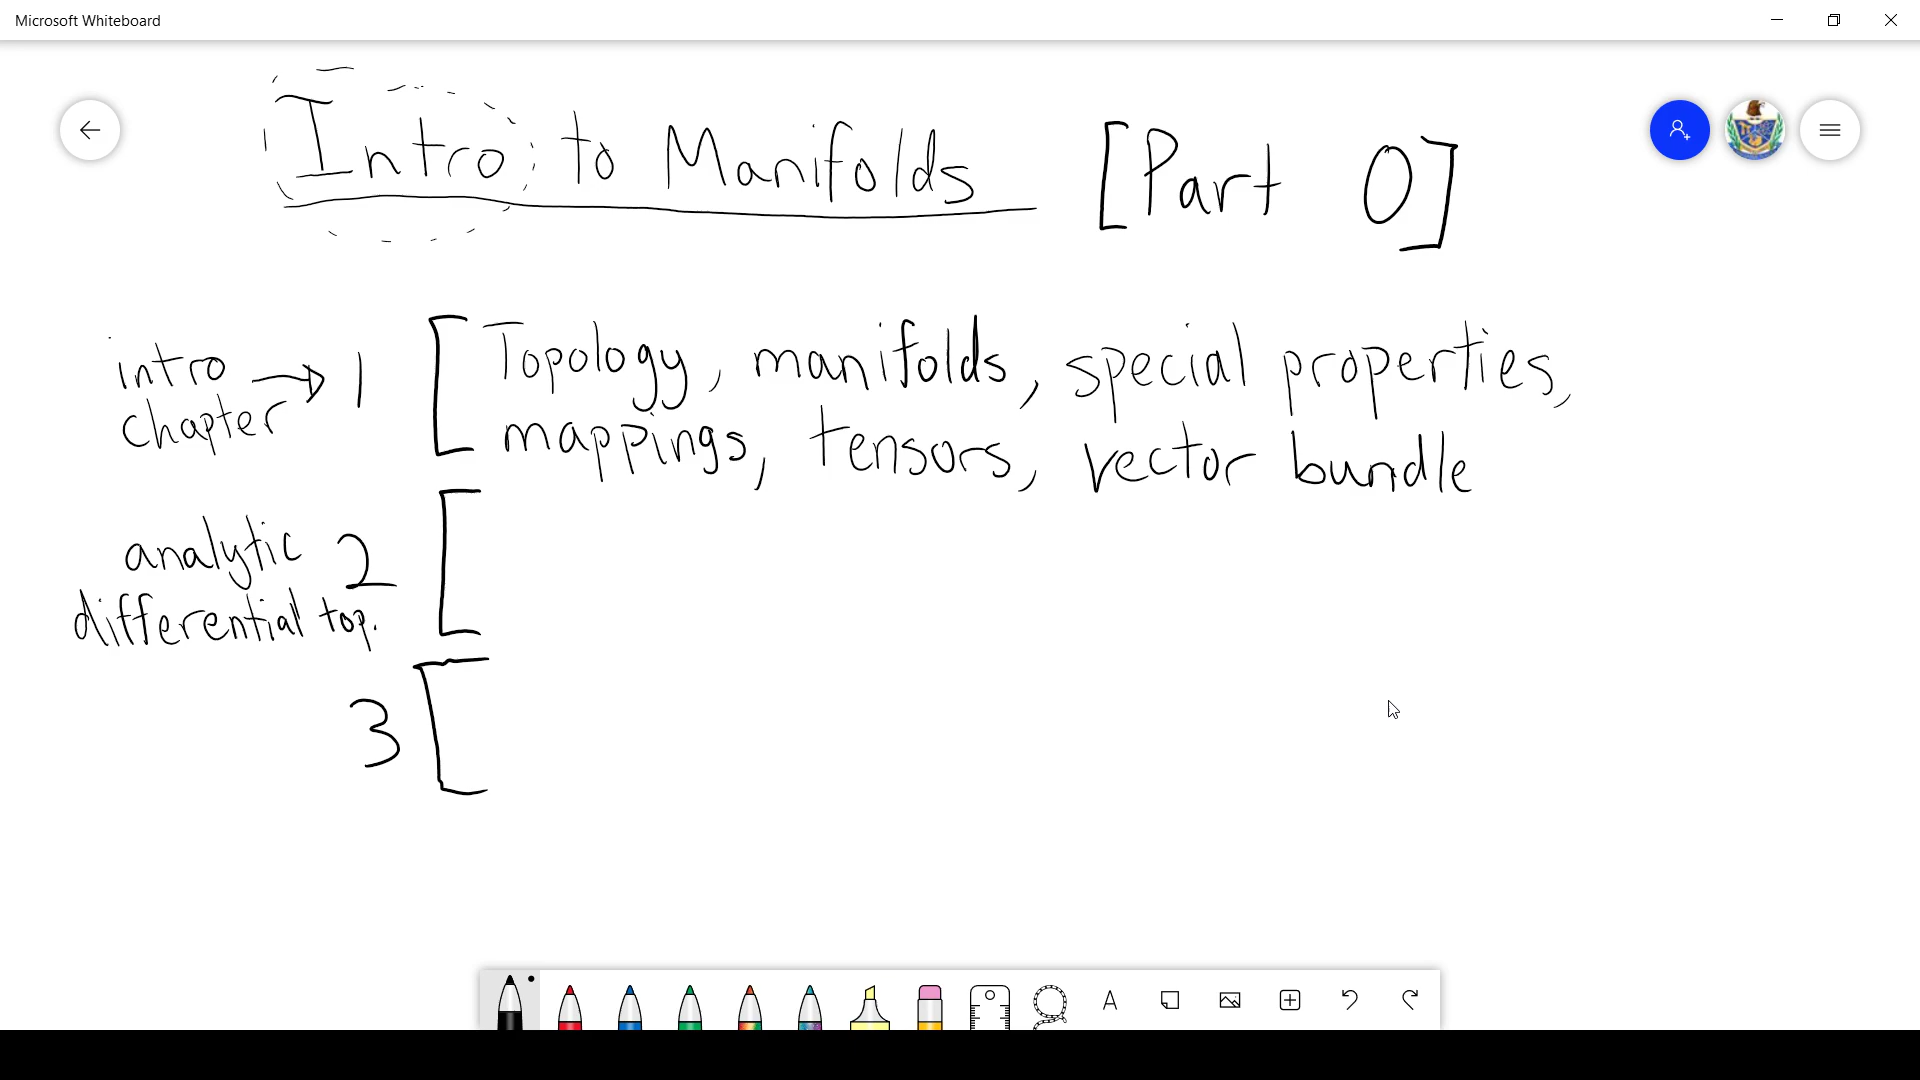 Microsoft Whiteboard
Intro to Manifolds [Part 0]
intro chapter → 1 [Topology, manifolds, special properties,
mappings, tensors, vector bundle
analytic differential top. 2 [
3 [
A